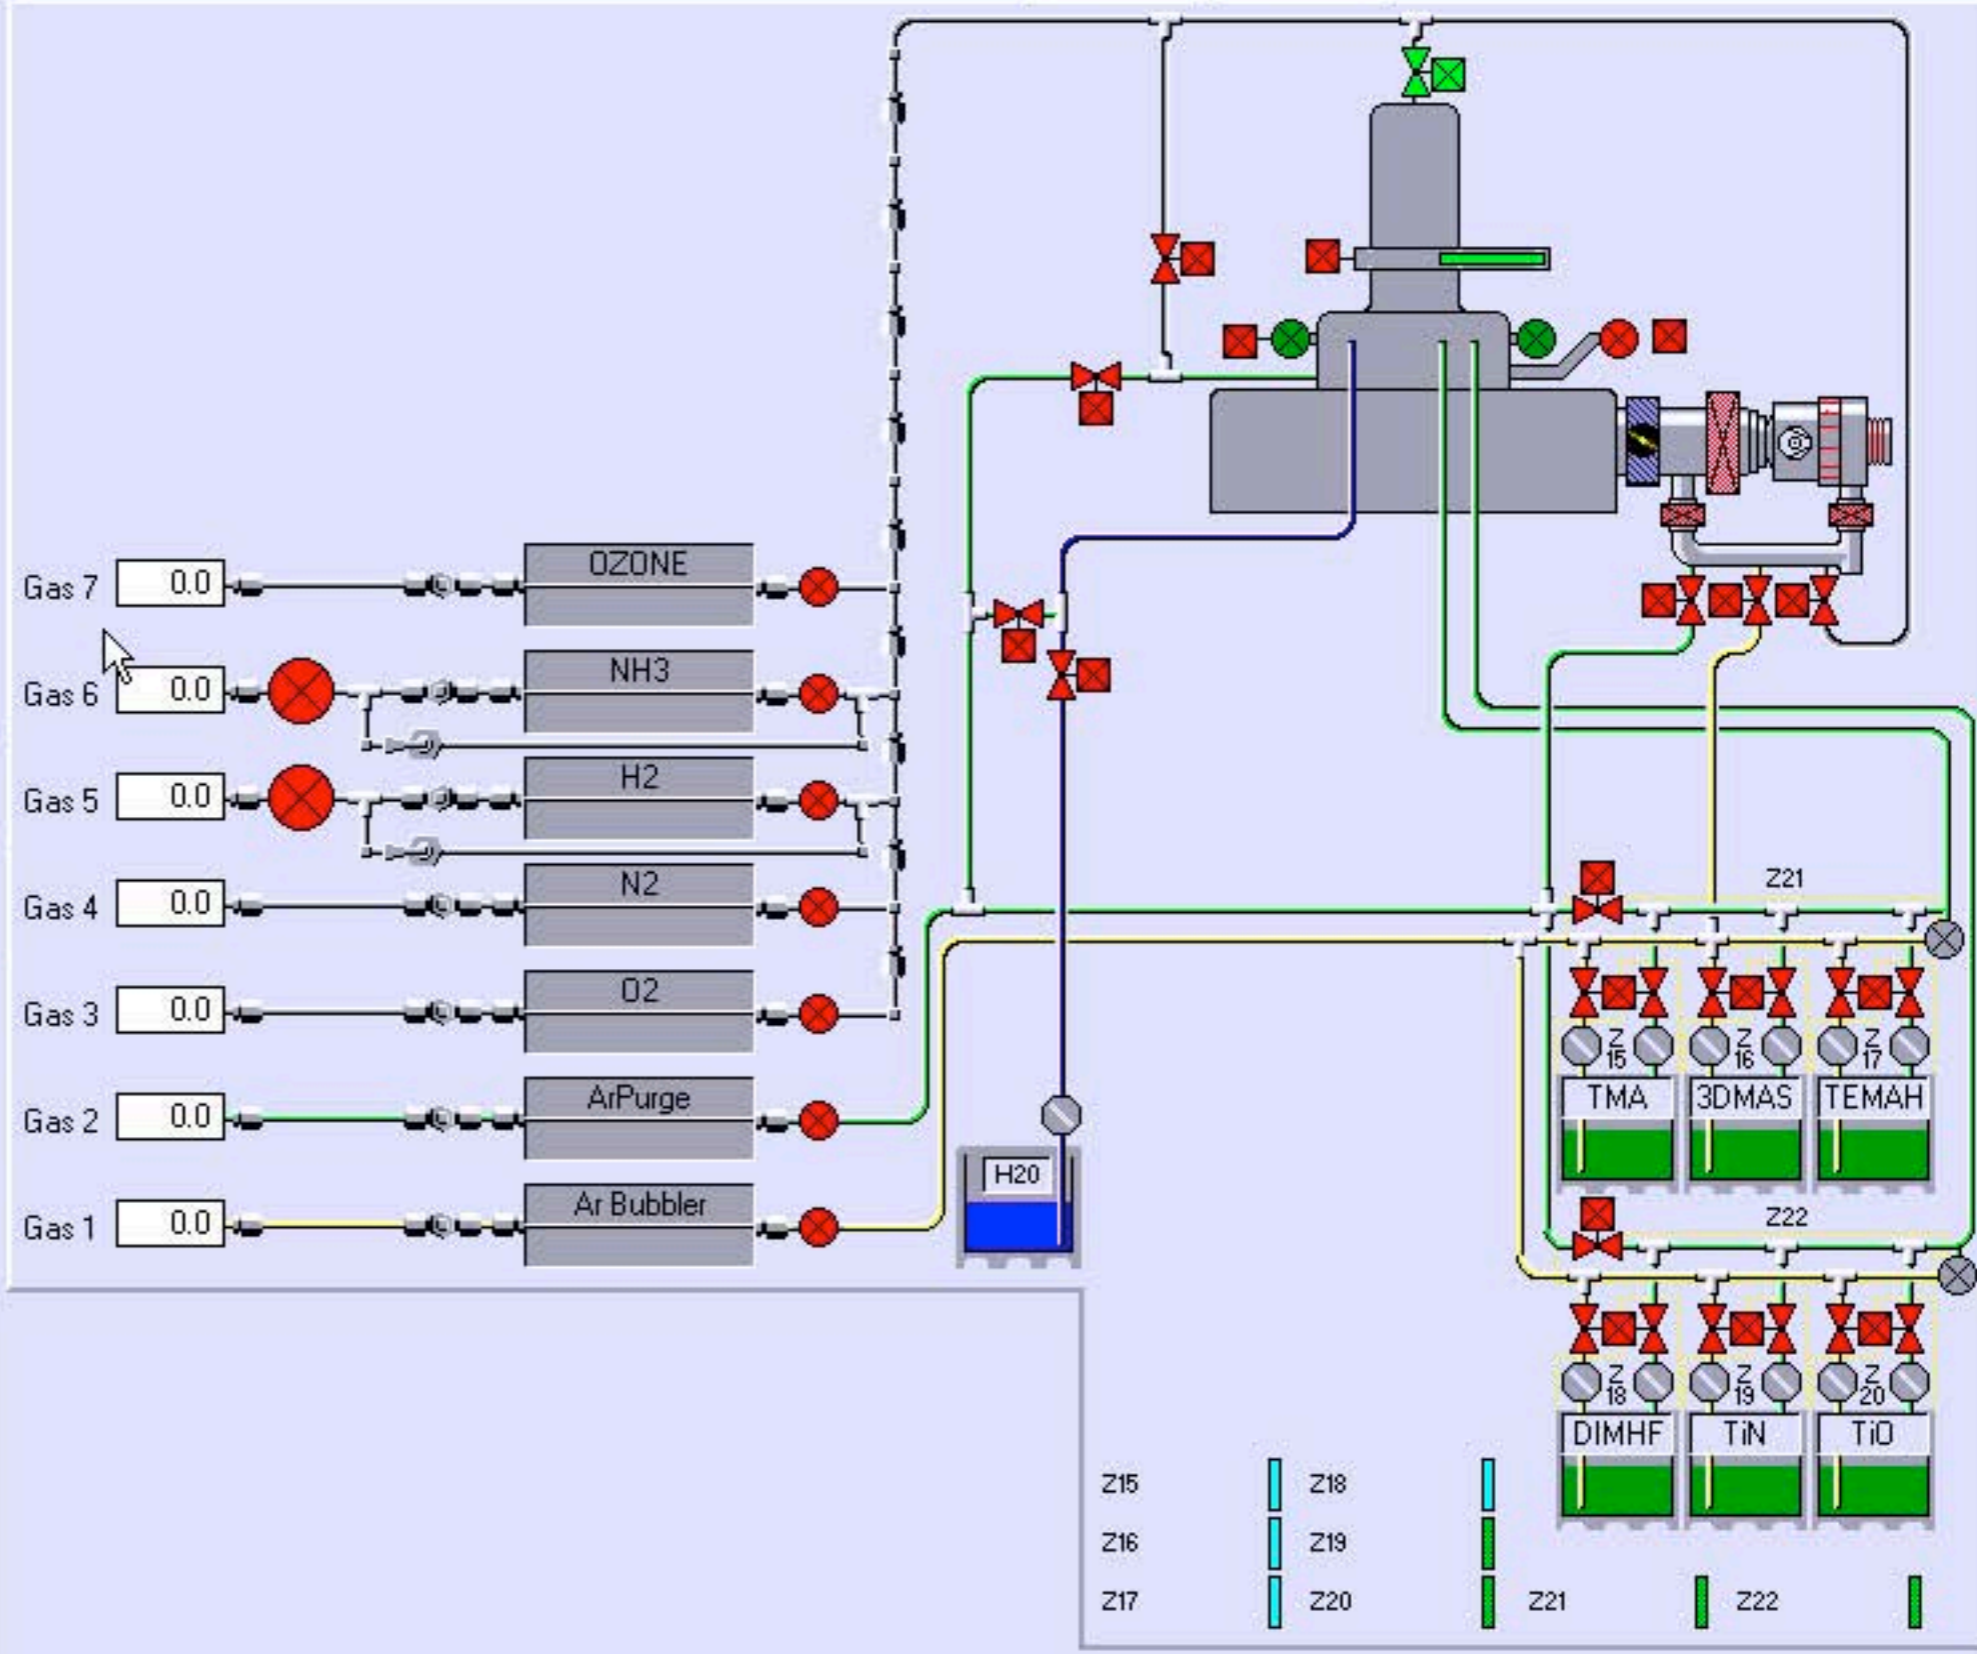 Gas 7 0.0 OZONE
Gas 6 0.0 NH3
Gas 5 0.0 H2
Gas 4 0.0 N2
Gas 3 0.0 O2
Gas 2 0.0 ArPurge
Gas 1 0.0 Ar Bubbler
H20
Z21
Z 15
Z 16
Z 17
TMA 3DMAS TEMAH
Z22
Z 18
Z 19
Z 20
DIMHF TiN TiO
Z15 Z18
Z16 Z19
Z17 Z20 Z21 Z22